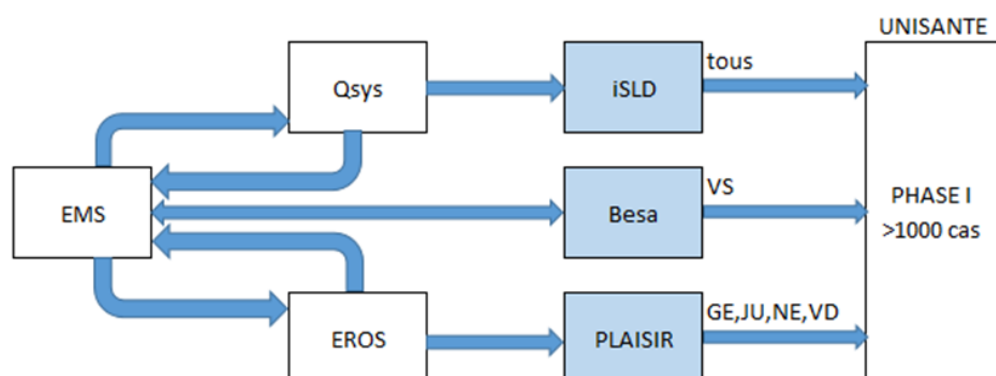 UNISANTE
Qsys
iSLD
tous
EMS
Besa
VS
PHASE I
>1000 cas
EROS
PLAISIR
GE,JU,NE,VD